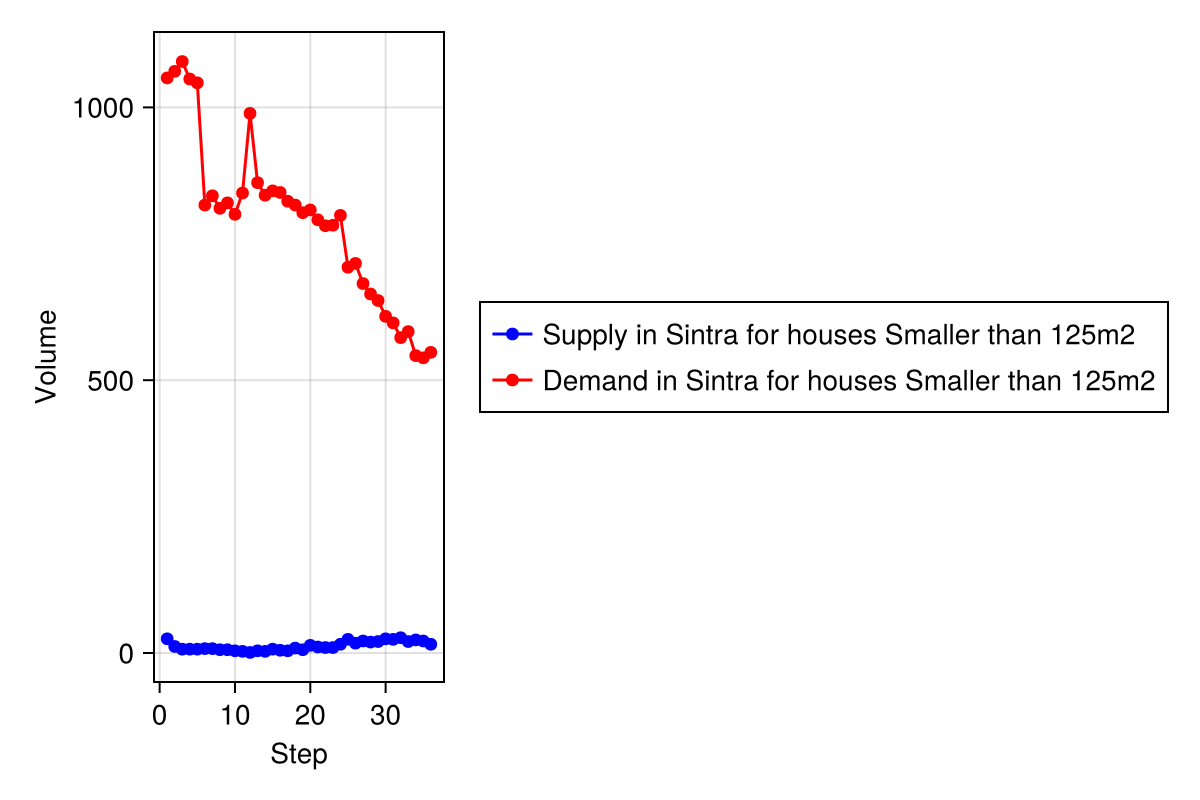 1000
500
0
Volume
0 10 20 30
Step
Supply in Sintra for houses Smaller than 125m2
Demand in Sintra for houses Smaller than 125m2